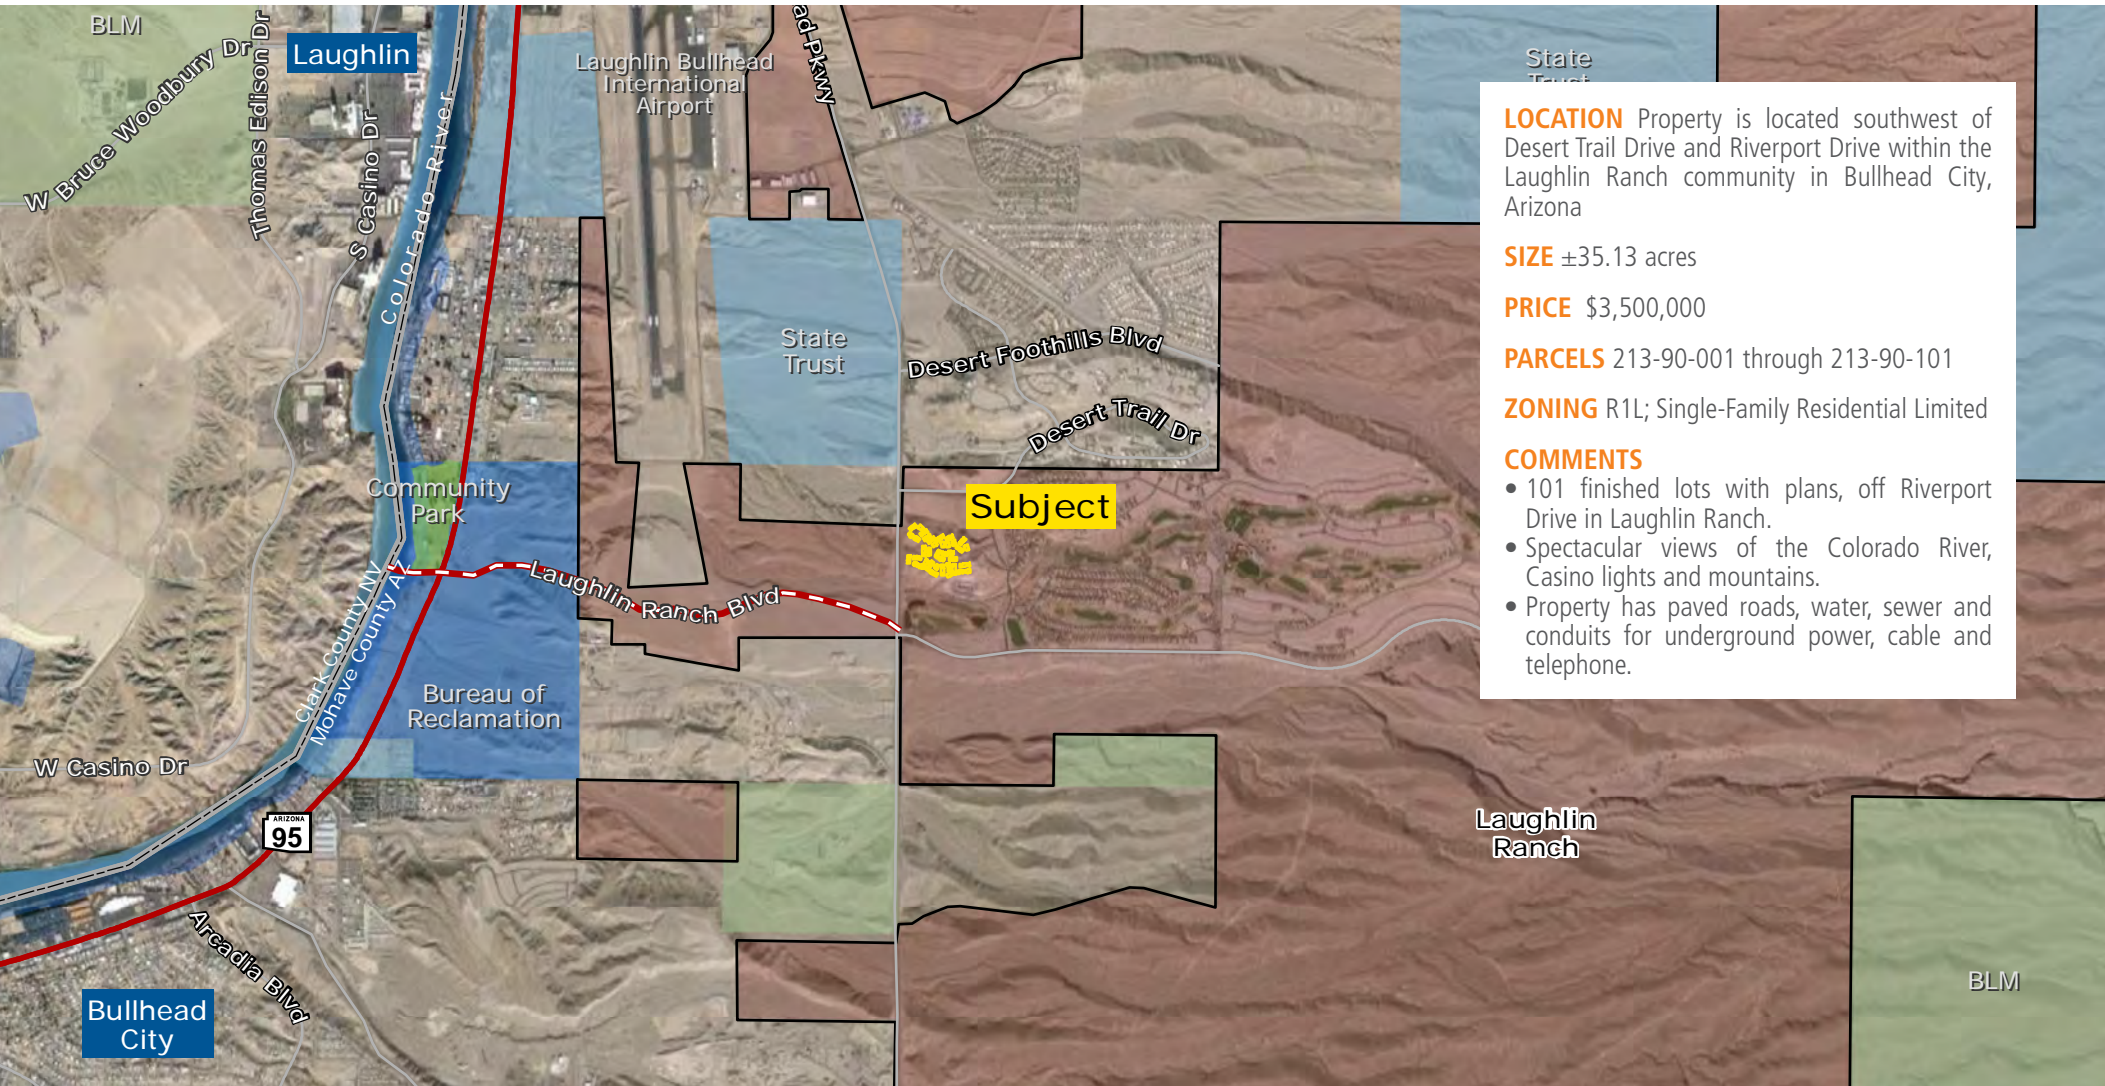 BLM
W Bruce Woodbury Dr
Thomas Edison Dr
Laughlin
S Casino Dr
Colorado River
Laughlin Bullhead
International
Airport
ad Pkwy
State
Trust
State
Trust
Desert Foothills Blvd
Desert Trail Dr
Community
Park
Subject
Laughlin Ranch Blvd
Clark County NV
Mohave County AZ
Bureau of
Reclamation
W Casino Dr
ARIZONA
95
Arcadia Blvd
Bullhead
City
Laughlin
Ranch
BLM
LOCATION Property is located southwest of
Desert Trail Drive and Riverport Drive within the
Laughlin Ranch community in Bullhead City,
Arizona
SIZE ±35.13 acres
PRICE $3,500,000
PARCELS 213-90-001 through 213-90-101
ZONING R1L; Single-Family Residential Limited
COMMENTS
• 101 finished lots with plans, off Riverport
Drive in Laughlin Ranch.
• Spectacular views of the Colorado River,
Casino lights and mountains.
• Property has paved roads, water, sewer and
conduits for underground power, cable and
telephone.